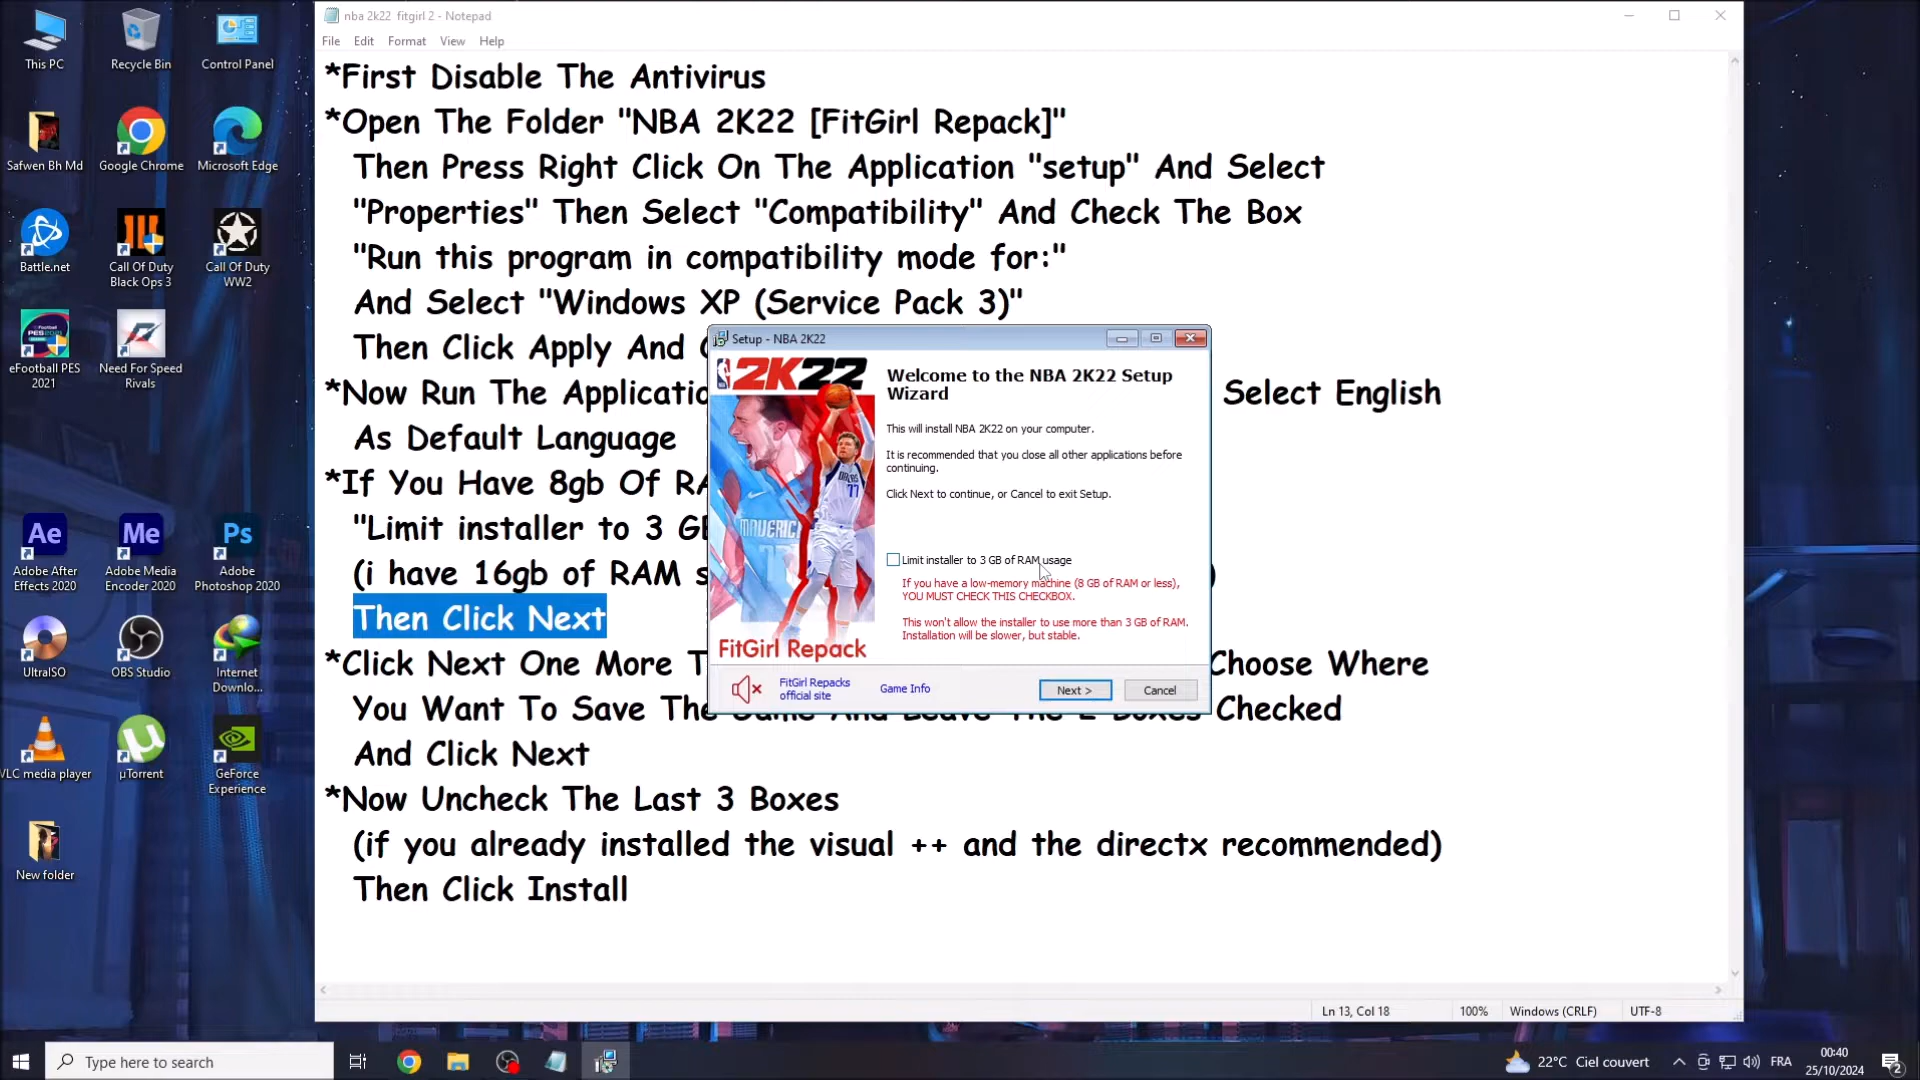 This PC
Recycle Bin
Control Panel
Safwen Bh Md
Google Chrome
Microsoft Edge
Battle.net
Call Of Duty
Black Ops 3
Call Of Duty
WW2
eFootball PES
2021
Need For Speed
Rivals
Adobe After
Effects 2020
Adobe Media
Encoder 2020
Adobe
Photoshop 2020
UltraISO
OBS Studio
Internet
Downlo...
VLC media player
µTorrent
GeForce
Experience
New folder
Ae
Me
Ps
nba 2k22 fitgirl 2 - Notepad
File Edit Format View Help
*First Disable The Antivirus
*Open The Folder "NBA 2K22 [FitGirl Repack]"
Then Press Right Click On The Application "setup" And Select
"Properties" Then Select "Compatibility" And Check The Box
"Run this program in compatibility mode for:"
And Select "Windows XP (Service Pack 3)"
Then Click Apply And
*Now Run The Applicatio Select English
As Default Language
*If You Have 8gb Of
"Limit installer to 3
(i have 16gb of RAM s )
Then Click Next
*Click Next One More Choose Where
You Want To Save The Game And Leave The 2 Boxes Checked
And Click Next
*Now Uncheck The Last 3 Boxes
(if you already installed the visual ++ and the directx recommended)
Then Click Install
Setup - NBA 2K22
2K22
MAVERIC
77
DALLAS
77
FitGirl Repack
Welcome to the NBA 2K22 Setup
Wizard
This will install NBA 2K22 on your computer.
It is recommended that you close all other applications before
continuing.
Click Next to continue, or Cancel to exit Setup.
Limit installer to 3 GB of RAM usage
If you have a low-memory machine (8 GB of RAM or less),
YOU MUST CHECK THIS CHECKBOX.
This won't allow the installer to use more than 3 GB of RAM.
Installation will be slower, but stable.
FitGirl Repacks
official site
Game Info
Next >
Cancel
Ln 13, Col 18
100%
Windows (CRLF)
UTF-8
Type here to search
22°C Ciel couvert
FRA
00:40
25/10/2024
2